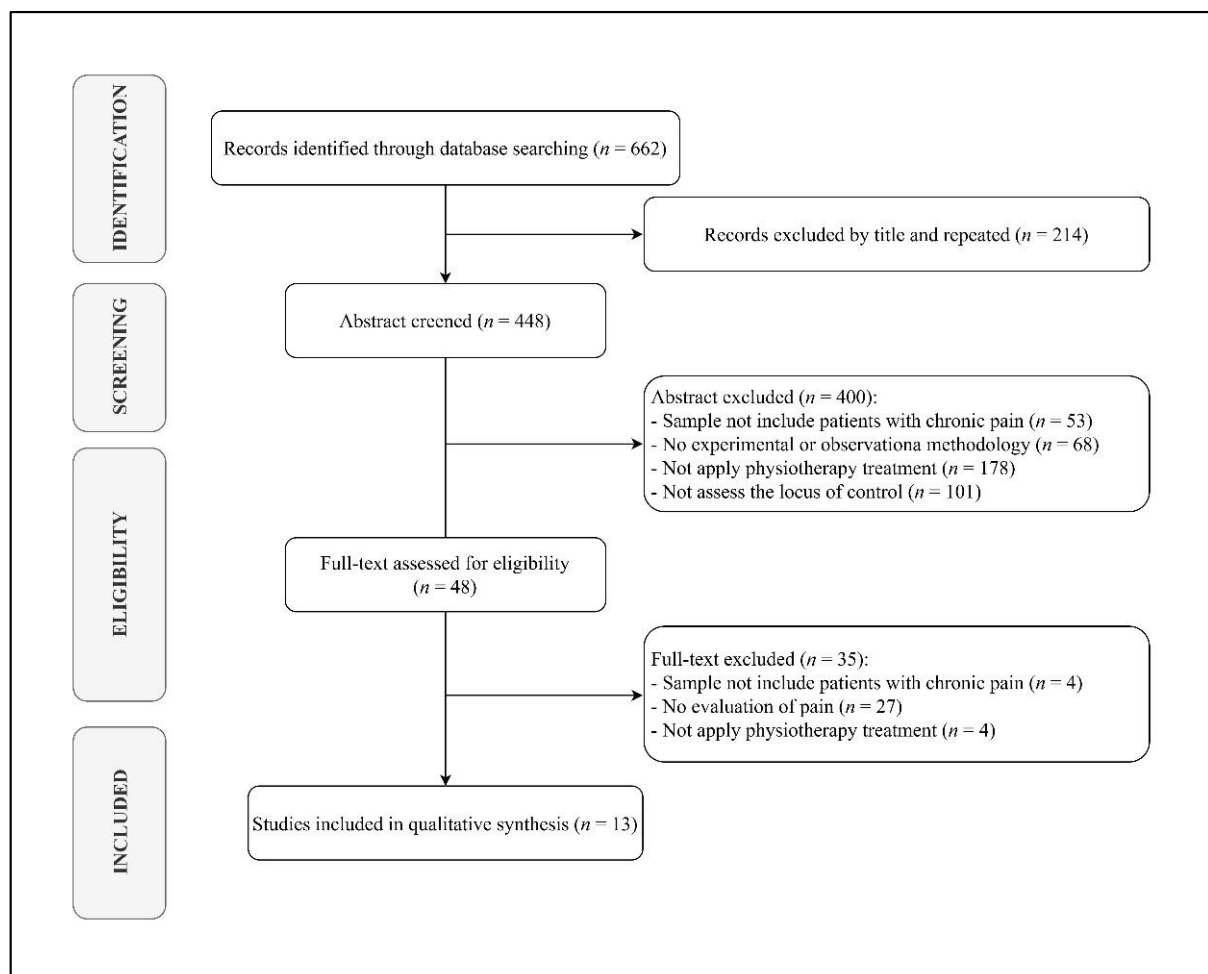 IDENTIFICATION
Records identified through database searching (n = 662)
Records excluded by title and repeated (n = 214)
SCREENING
Abstract creened (n = 448)
Abstract excluded (n = 400):
- Sample not include patients with chronic pain (n = 53)
- No experimental or observationa methodology (n = 68)
- Not apply physiotherapy treatment (n = 178)
- Not assess the locus of control (n = 101)
ELIGIBILITY
Full-text assessed for eligibility
(n = 48)
Full-text excluded (n = 35):
- Sample not include patients with chronic pain (n = 4)
- No evaluation of pain (n = 27)
- Not apply physiotherapy treatment (n = 4)
INCLUDED
Studies included in qualitative synthesis (n = 13)